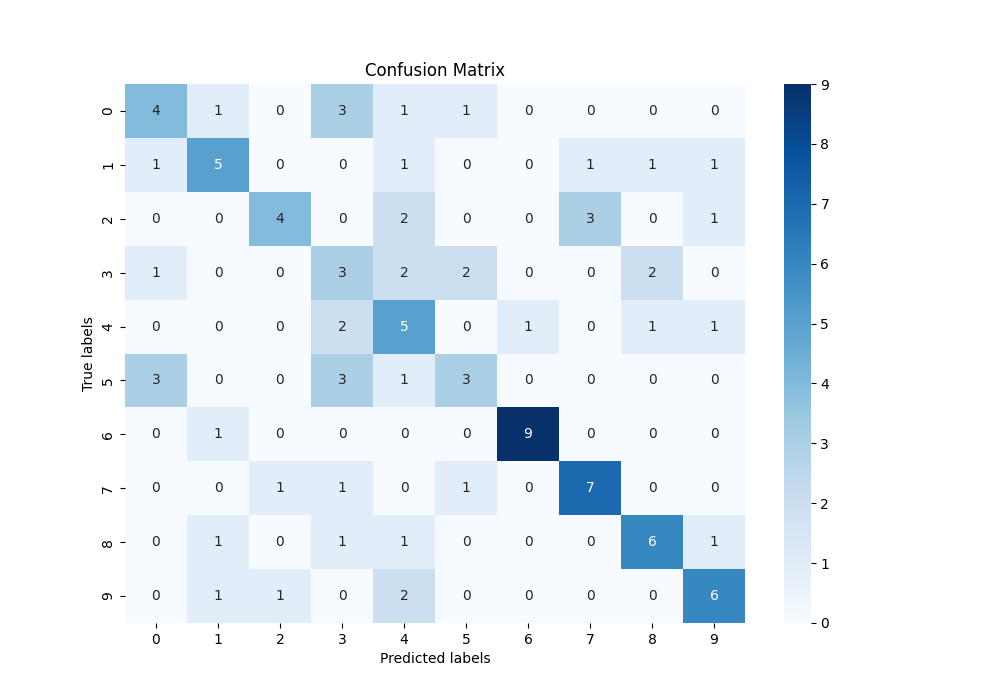 Confusion Matrix
0 4 1 0 3 1 1 0 0 0 0
1 1 5 0 0 1 0 0 1 1 1
2 0 0 4 0 2 0 0 3 0 1
3 1 0 0 3 2 2 0 0 2 0
4 0 0 0 2 5 0 1 0 1 1
5 3 0 0 3 1 3 0 0 0 0
6 0 1 0 0 0 0 9 0 0 0
7 0 0 1 1 0 1 0 7 0 0
8 0 1 0 1 1 0 0 0 6 1
9 0 1 1 0 2 0 0 0 0 6
0 1 2 3 4 5 6 7 8 9
Predicted labels
True labels
9
8
7
6
5
4
3
2
1
0